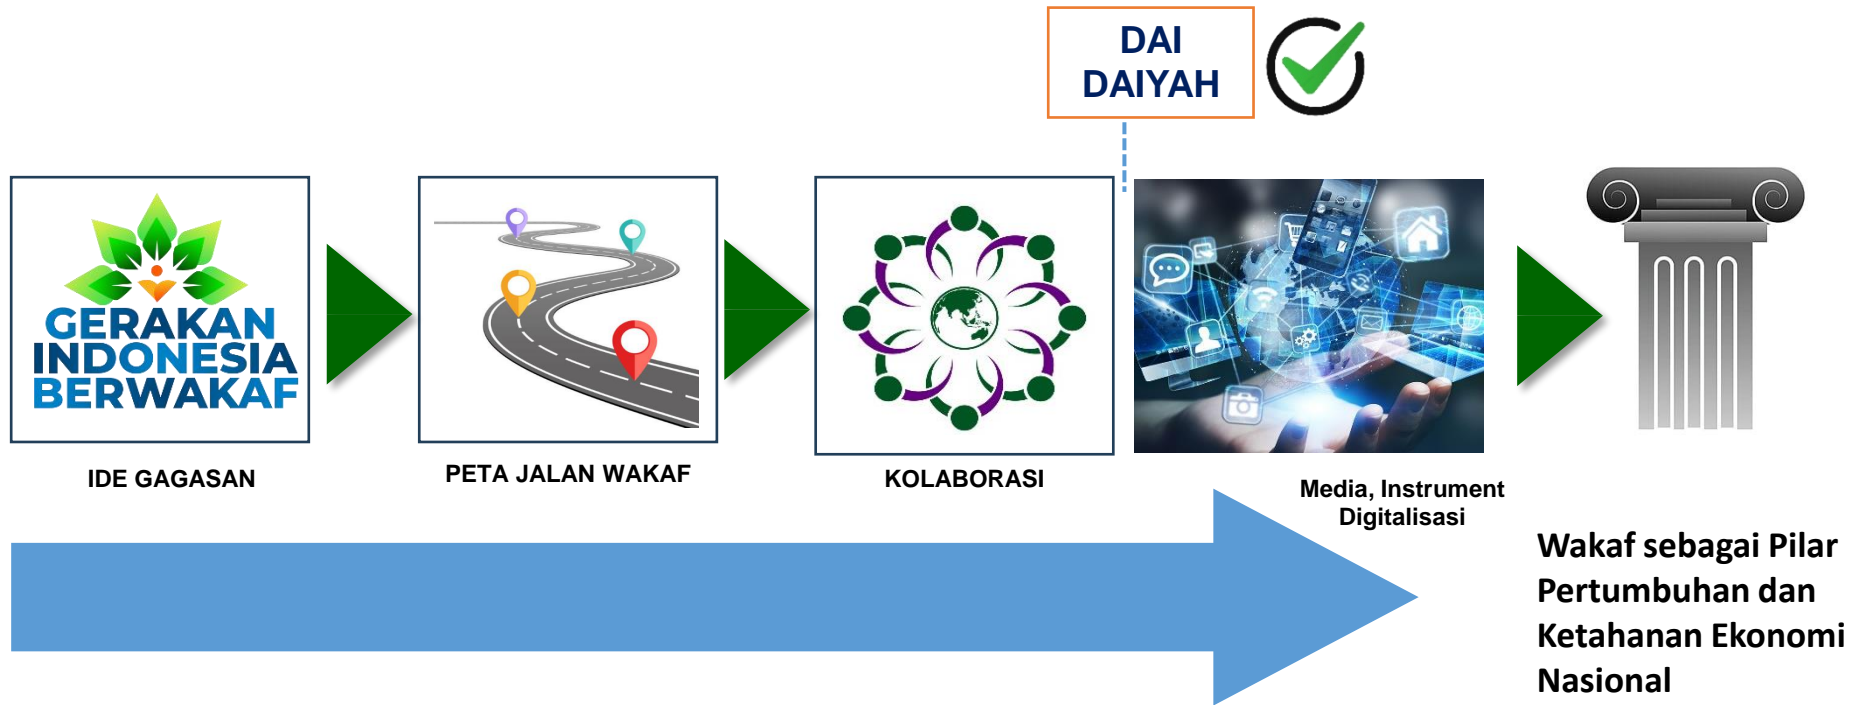 DAI
DAIYAH
GERAKAN
INDONESIA
BERWAKAF
IDE GAGASAN
PETA JALAN WAKAF
KOLABORASI
Media, Instrument
Digitalisasi
Wakaf sebagai Pilar
Pertumbuhan dan
Ketahanan Ekonomi
Nasional